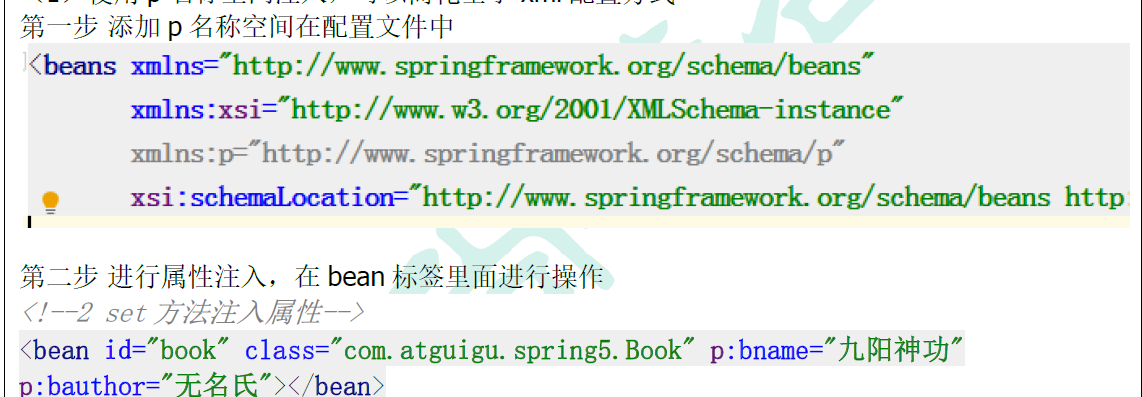 第一步 添加 p 名称空间在配置文件中
<beans xmlns="http://www.springframework.org/schema/beans"
xmlns:xsi="http://www.w3.org/2001/XMLSchema-instance"
xmlns:p="http://www.springframework.org/schema/p"
xsi:schemaLocation="http://www.springframework.org/schema/beans http
第二步 进行属性注入，在 bean 标签里面进行操作
<!--2 set 方法注入属性-->
<bean id="book" class="com.atguigu.spring5.Book" p:bname="九阳神功"
p:bauthor="无名氏"></bean>